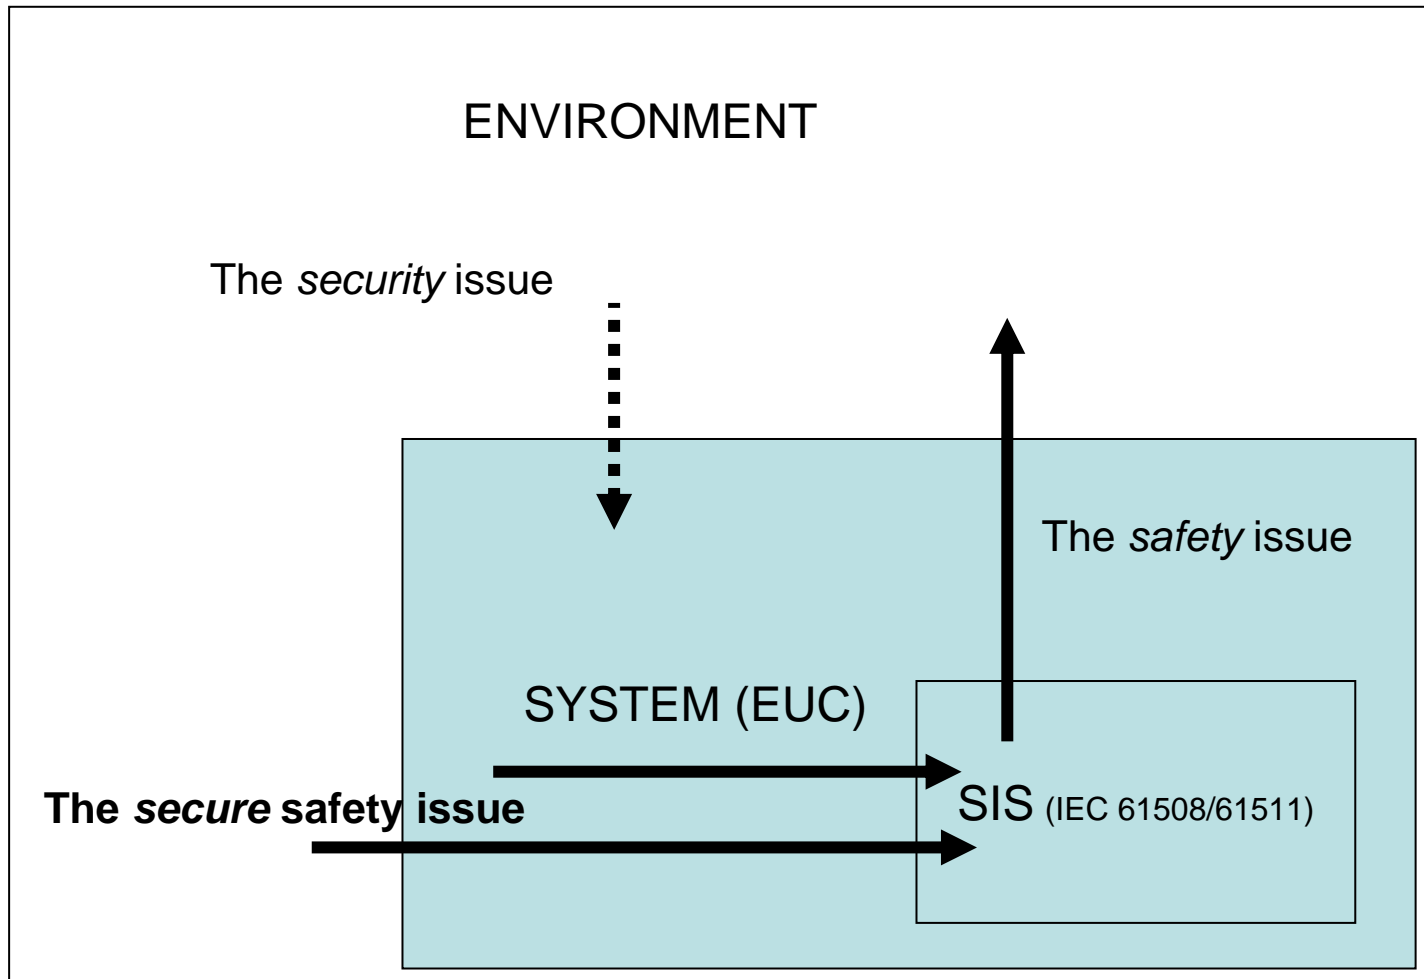 ENVIRONMENT
The security issue
The safety issue
SYSTEM (EUC)
The secure safety issue
SIS (IEC 61508/61511)